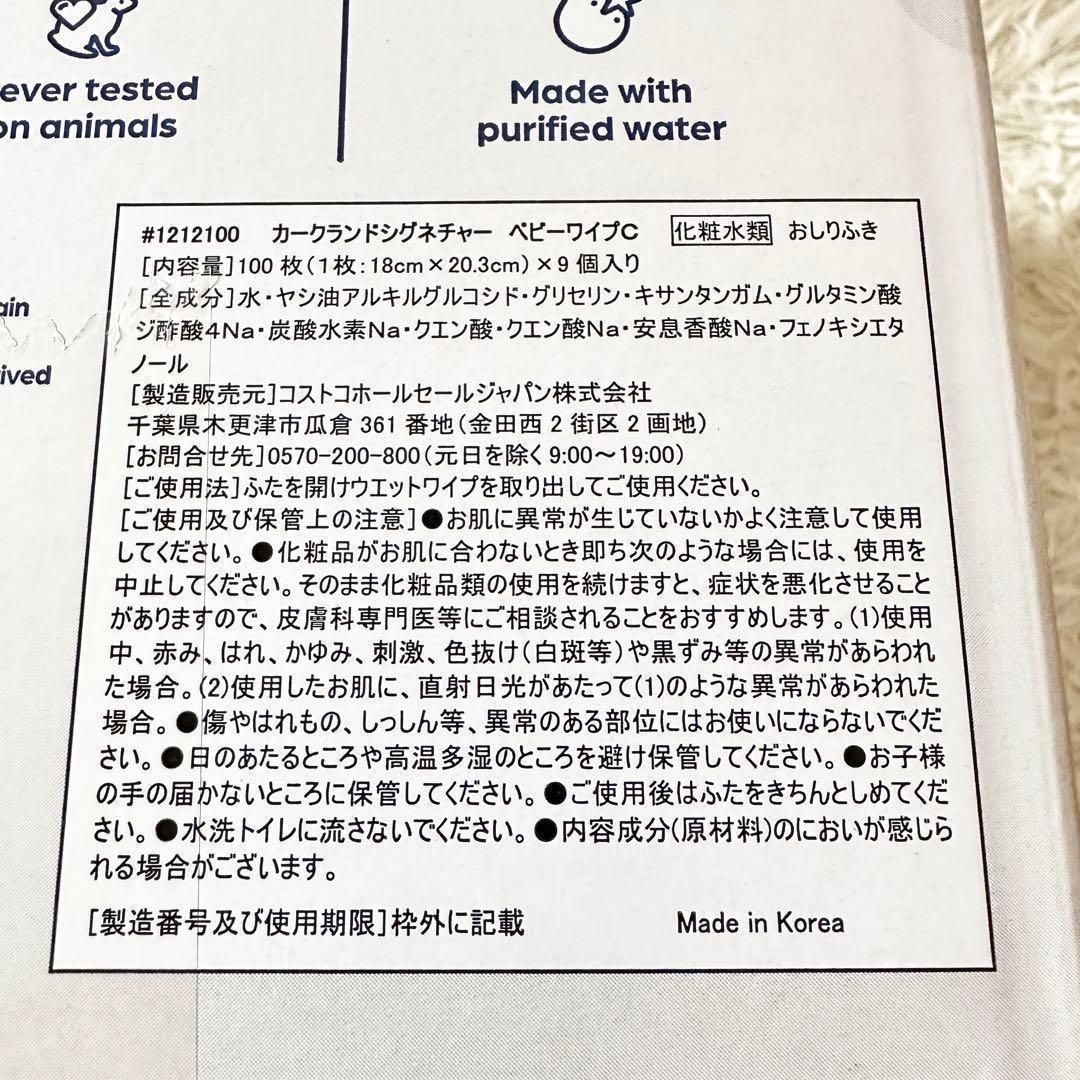 ever tested
on animals
Made with
purified water
ain
ived
#1212100 カークランドシグネチャー ベビーワイプC 化粧水類 おしりふき
[内容量]100枚(1枚:18cm×20.3cm)×9個入り
[全成分]水・ヤシ油アルキルグルコシド・グリセリン・キサンタンガム・グルタミン酸
ジ酢酸4Na・炭酸水素Na・クエン酸・クエン酸Na・安息香酸Na・フェノキシエタ
ノール
[製造販売元]コストコホールセールジャパン株式会社
千葉県木更津市瓜倉361番地(金田西2街区2画地)
[お問合せ先]0570-200-800(元日を除く9:00～19:00)
[ご使用法]ふたを開けウエットワイプを取り出してご使用ください。
[ご使用及び保管上の注意]●お肌に異常が生じていないかよく注意して使用
してください。●化粧品がお肌に合わないとき即ち次のような場合には、使用を
中止してください。そのまま化粧品類の使用を続けますと、症状を悪化させること
がありますので、皮膚科専門医等にご相談されることをおすすめします。(1)使用
中、赤み、はれ、かゆみ、刺激、色抜け(白斑等)や黒ずみ等の異常があらわれ
た場合。(2)使用したお肌に、直射日光があたって(1)のような異常があらわれた
場合。●傷やはれもの、しっしん等、異常のある部位にはお使いにならないでくだ
さい。●日のあたるところや高温多湿のところを避け保管してください。●お子様
の手の届かないところに保管してください。●ご使用後はふたをきちんとしめてくだ
さい。●水洗トイレに流さないでください。●内容成分(原材料)のにおいが感じら
れる場合がございます。
[製造番号及び使用期限]枠外に記載 Made in Korea